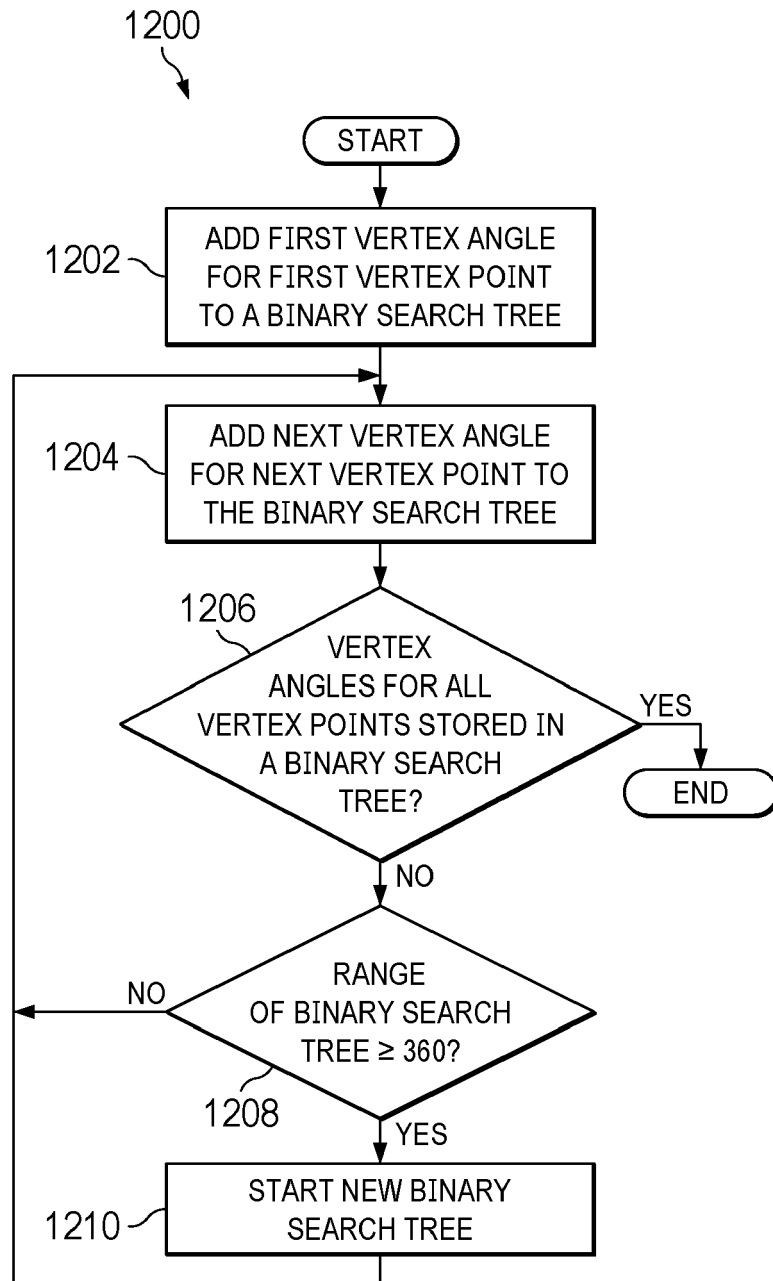 1200
START
1202
ADD FIRST VERTEX ANGLE
FOR FIRST VERTEX POINT
TO A BINARY SEARCH TREE
1204
ADD NEXT VERTEX ANGLE
FOR NEXT VERTEX POINT TO
THE BINARY SEARCH TREE
1206
VERTEX
ANGLES FOR ALL
VERTEX POINTS STORED IN
A BINARY SEARCH
TREE?
YES
END
NO
RANGE
OF BINARY SEARCH
TREE ≥ 360?
NO
1208
YES
START NEW BINARY
SEARCH TREE
1210